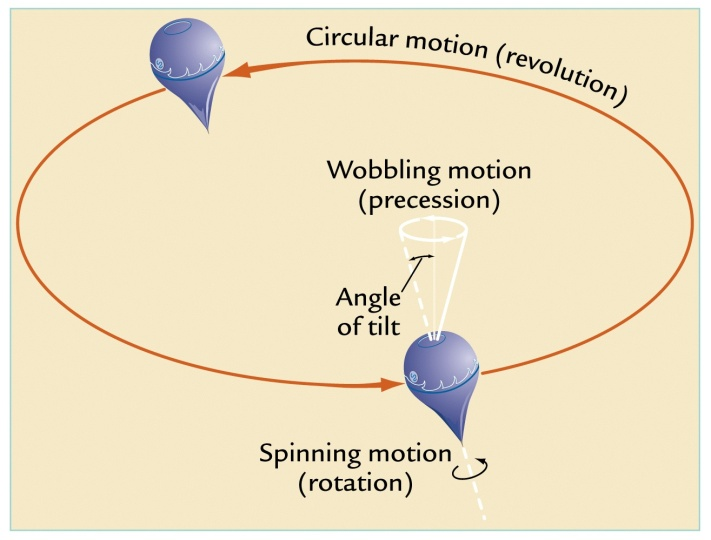 Circular motion (revolution)
Wobbling motion
(precession)
Angle
of tilt
Spinning motion
(rotation)